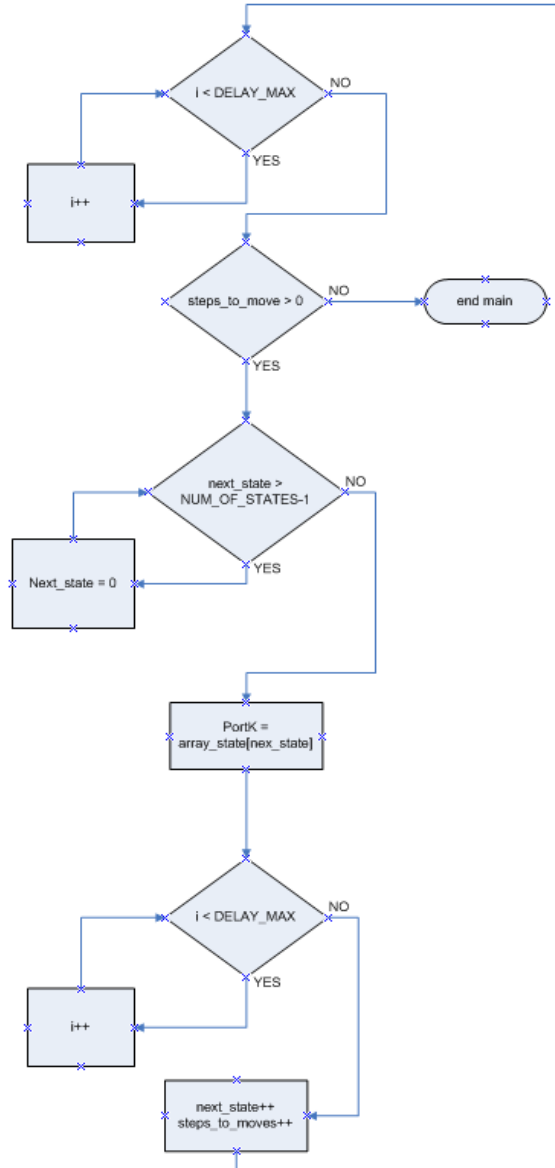 i < DELAY_MAX
NO
YES
i++
steps_to_move > 0
NO
end main
YES
next_state >
NUM_OF_STATES-1
NO
YES
Next_state = 0
PortK =
array_state[nex_state]
i < DELAY_MAX
NO
YES
i++
next_state++
steps_to_moves++